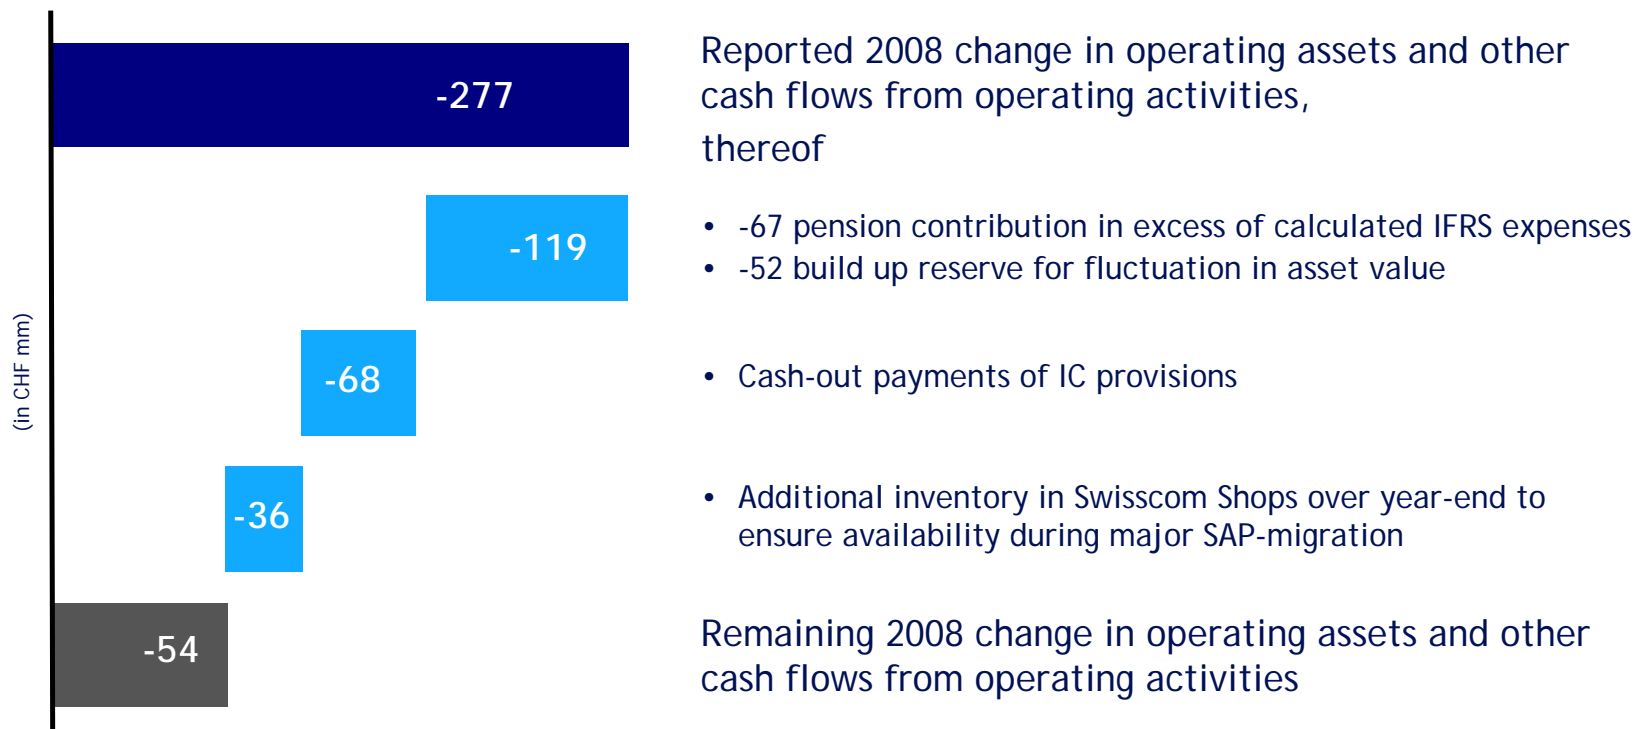 -277
Reported 2008 change in operating assets and other
cash flows from operating activities,
thereof
-119
• -67 pension contribution in excess of calculated IFRS expenses
• -52 build up reserve for fluctuation in asset value
(in CHF mm)
-68
• Cash-out payments of IC provisions
-36
• Additional inventory in Swisscom Shops over year-end to
ensure availability during major SAP-migration
-54
Remaining 2008 change in operating assets and other
cash flows from operating activities